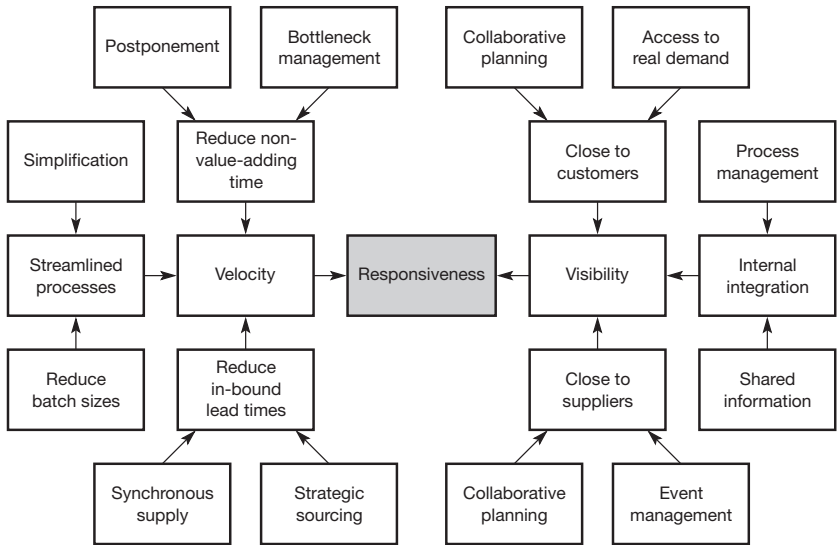 Postponement
Bottleneck
management
Collaborative
planning
Access to
real demand
Simplification
Reduce non-
value-adding
time
Close to
customers
Process
management
Streamlined
processes
Velocity
Responsiveness
Visibility
Internal
integration
Reduce
batch sizes
Reduce
in-bound
lead times
Close to
suppliers
Shared
information
Synchronous
supply
Strategic
sourcing
Collaborative
planning
Event
management